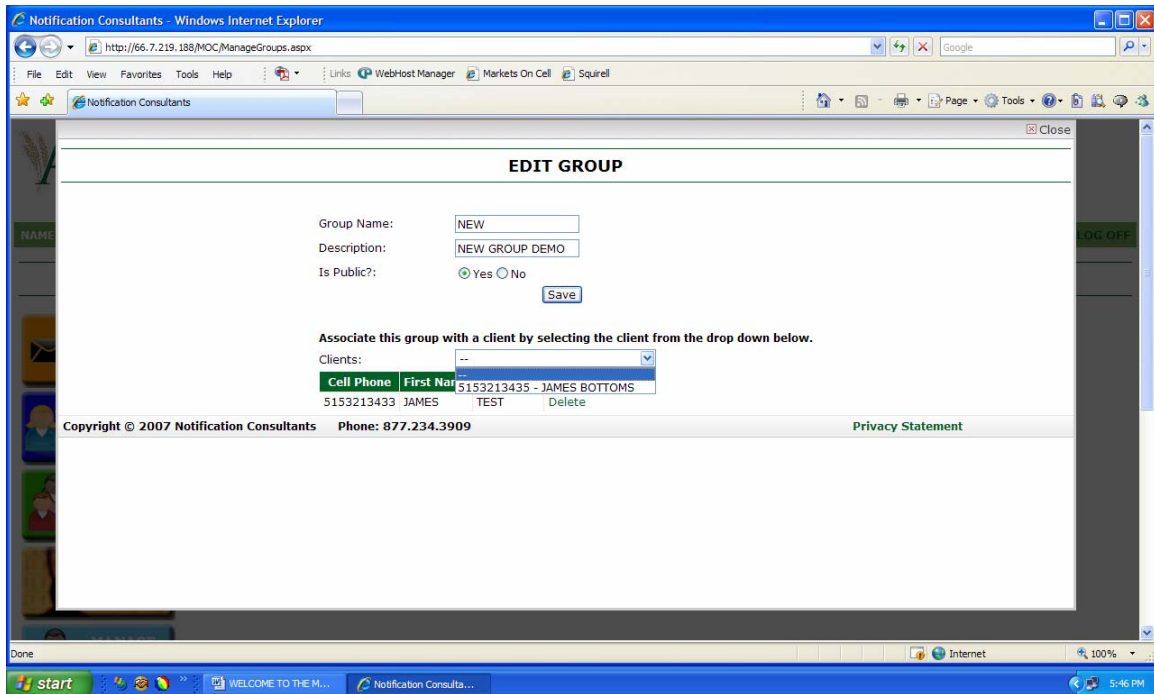 Notification Consultants - Windows Internet Explorer
http://66.7.219.188/MOC/ManageGroups.aspx
Google
File Edit View Favorites Tools Help Links WebHost Manager Markets On Cell Squirell
Notification Consultants
Page Tools
Close
EDIT GROUP
NAME
LOG OFF
Group Name: NEW
Description: NEW GROUP DEMO
Is Public?: Yes No
Save
Associate this group with a client by selecting the client from the drop down below.
Clients: --
--
Cell Phone First Nar 5153213435 - JAMES BOTTOMS
5153213433 JAMES TEST Delete
Copyright © 2007 Notification Consultants Phone: 877.234.3909 Privacy Statement
Done Internet 100%
start WELCOME TO THE M... Notification Consulta... 5:46 PM